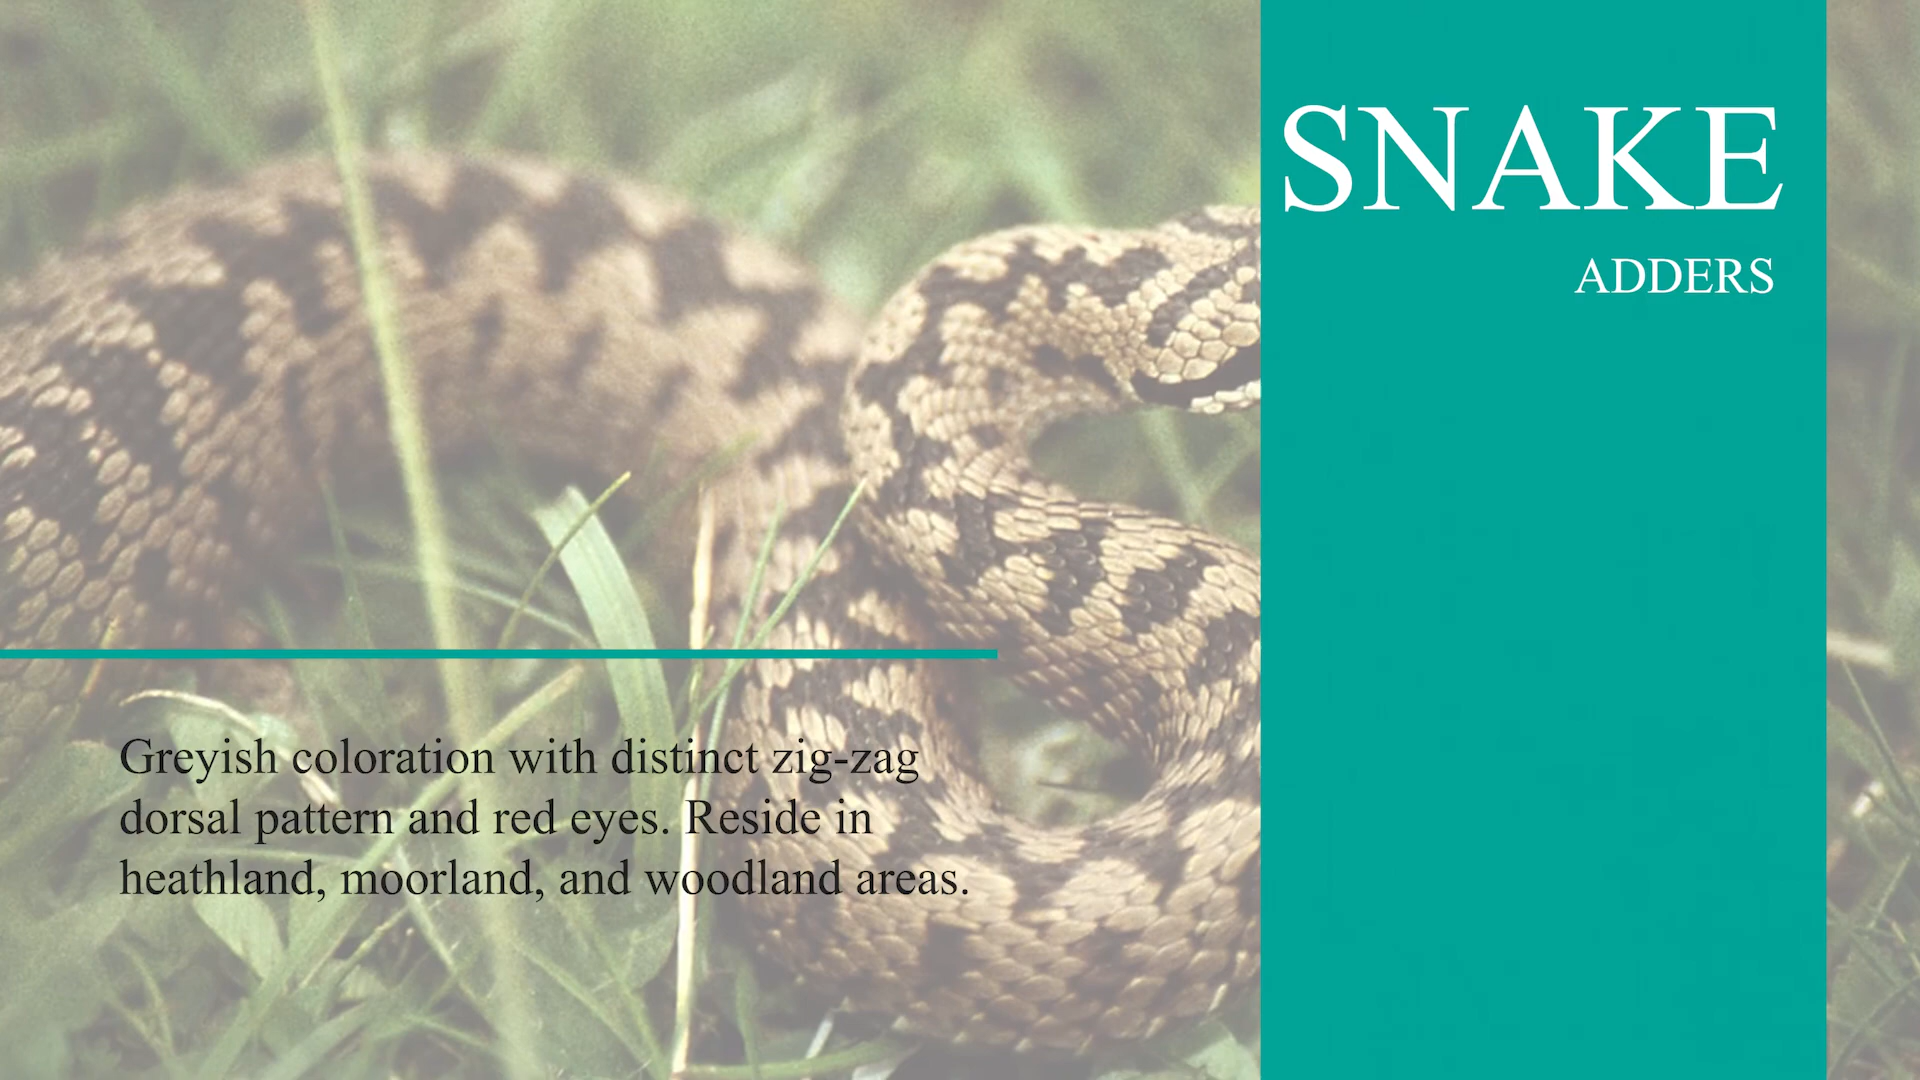 SNAKE
ADDERS
Greyish coloration with distinct zig-zag
dorsal pattern and red eyes. Reside in
heathland, moorland, and woodland areas.